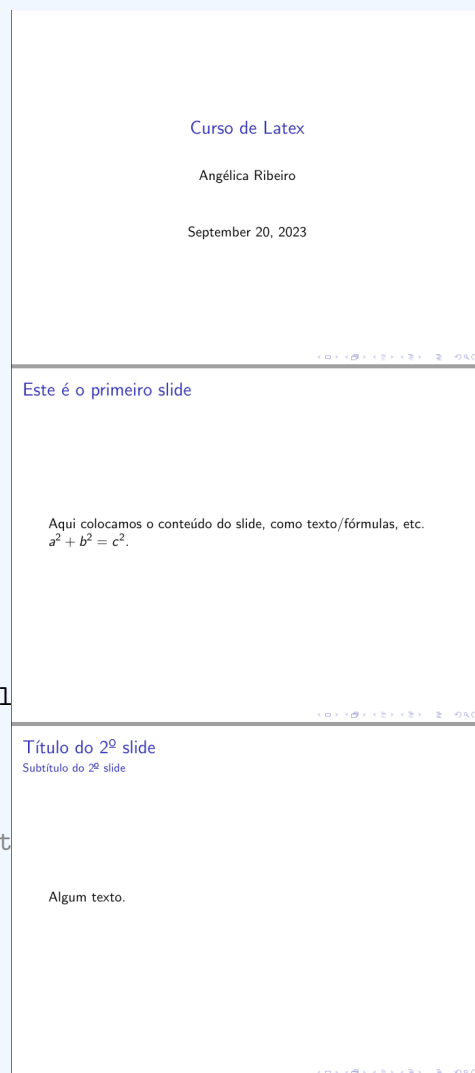 Curso de Latex
Angélica Ribeiro
September 20, 2023
Este é o primeiro slide
Aqui colocamos o conteúdo do slide, como texto/fórmulas, etc.
a² + b² = c².
l
Título do 2º slide
Subtítulo do 2º slide
t
Algum texto.